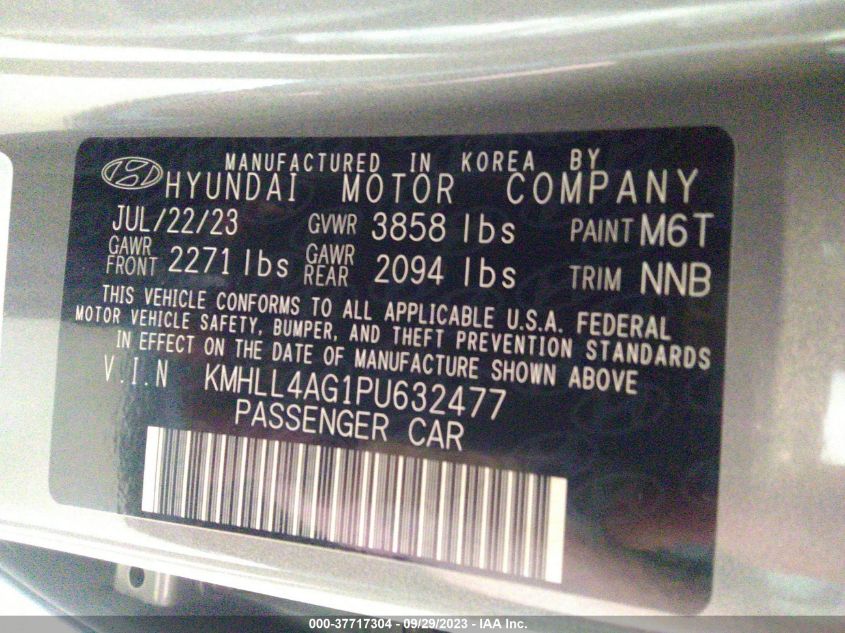 MANUFACTURED IN KOREA BY
HYUNDAI MOTOR COMPANY
JUL/22/23 GVWR 3858 lbs PAINT M6T
GAWR FRONT 2271 lbs GAWR REAR 2094 lbs TRIM NNB
THIS VEHICLE CONFORMS TO ALL APPLICABLE U.S.A. FEDERAL
MOTOR VEHICLE SAFETY, BUMPER, AND THEFT PREVENTION STANDARDS
IN EFFECT ON THE DATE OF MANUFACTURE SHOWN ABOVE
V.I.N KMHLL4AG1PU632477
PASSENGER CAR
000-37717304 - 09/29/2023 - IAA Inc.